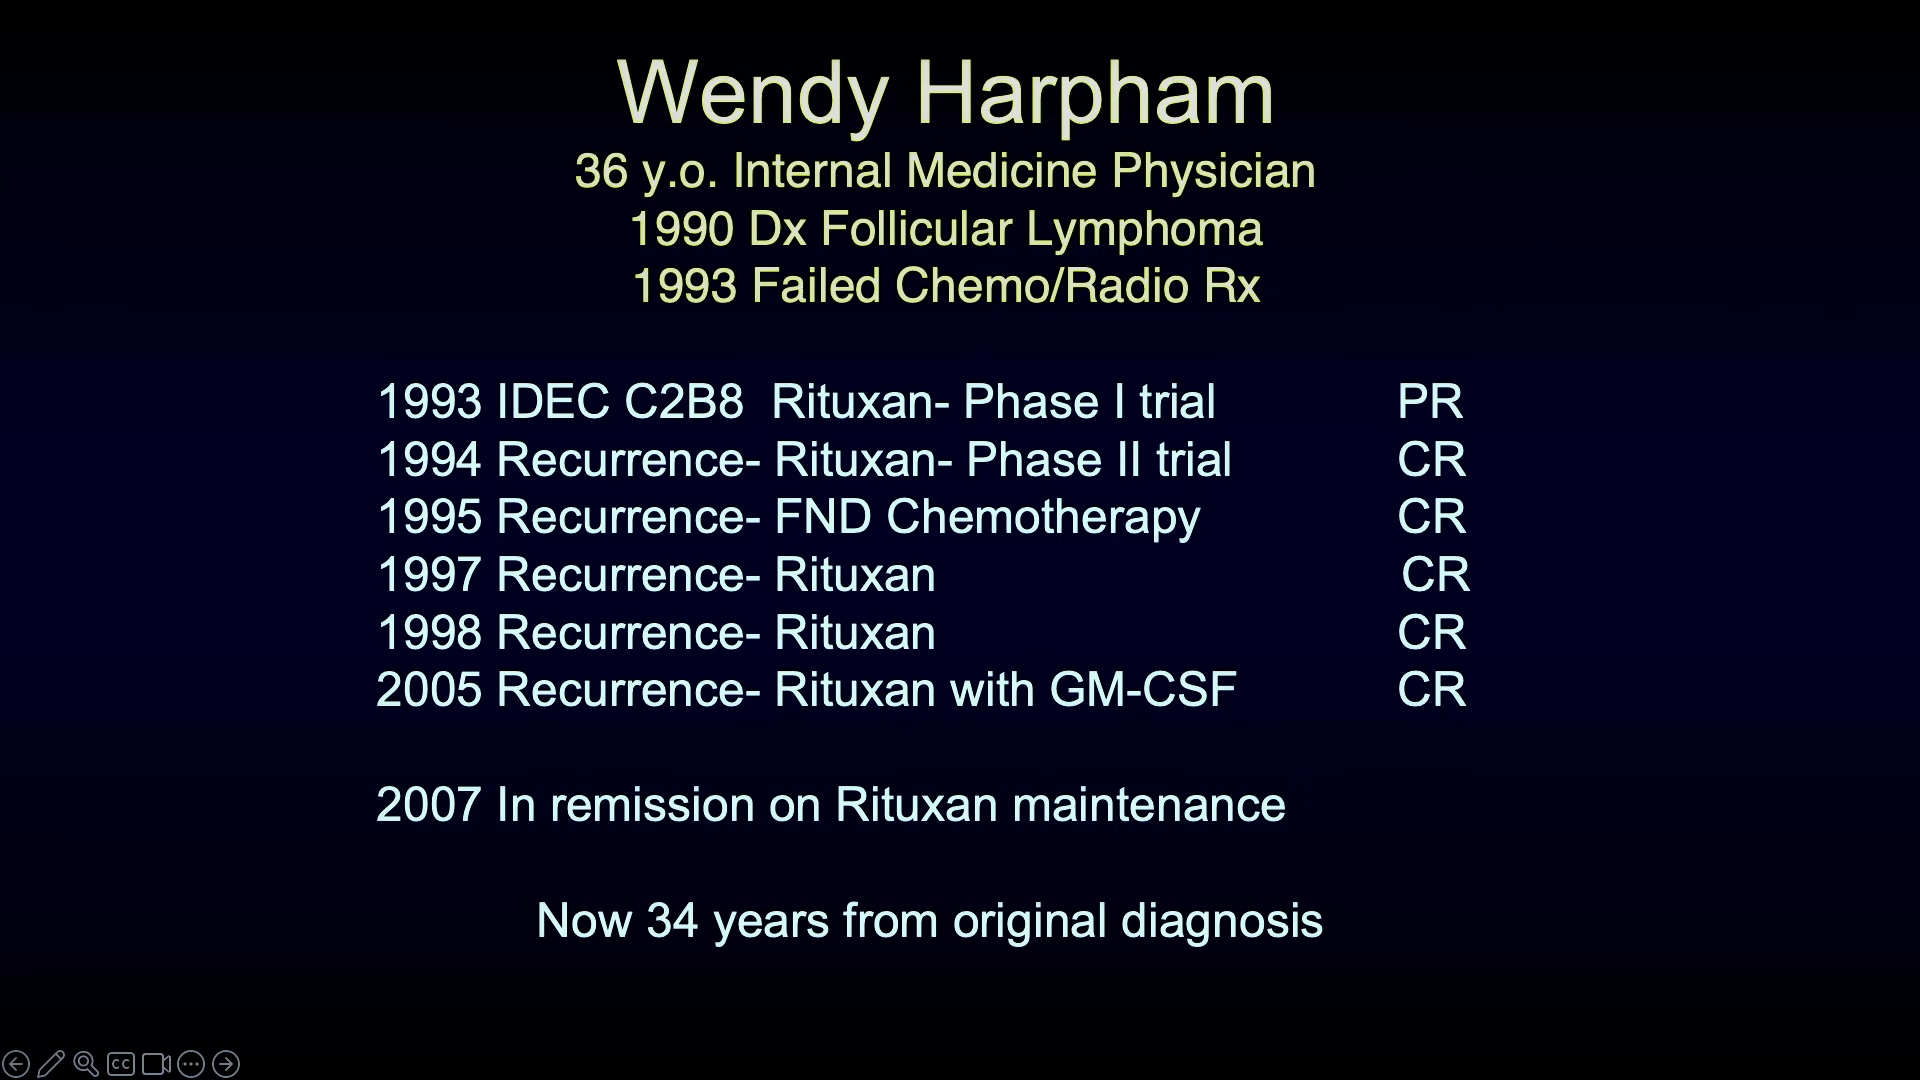 Wendy Harpham
36 y.o. Internal Medicine Physician
1990 Dx Follicular Lymphoma
1993 Failed Chemo/Radio Rx
1993 IDEC C2B8  Rituxan- Phase I trial PR
1994 Recurrence- Rituxan- Phase II trial CR
1995 Recurrence- FND Chemotherapy CR
1997 Recurrence- Rituxan CR
1998 Recurrence- Rituxan CR
2005 Recurrence- Rituxan with GM-CSF CR
2007 In remission on Rituxan maintenance
Now 34 years from original diagnosis
CC